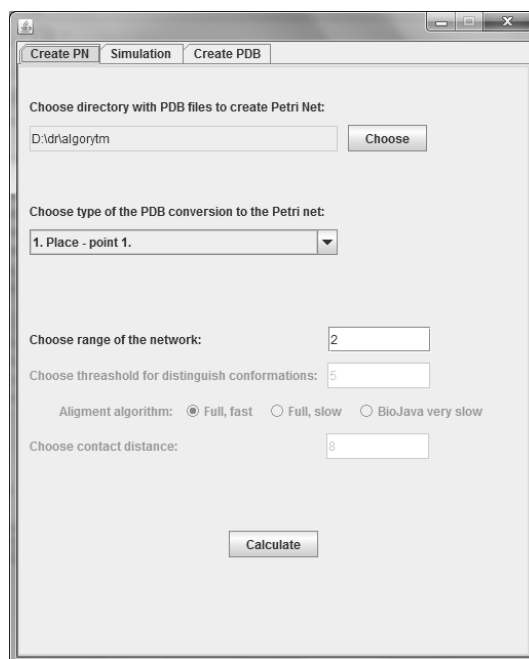 Create PN Simulation Create PDB
Choose directory with PDB files to create Petri Net:
D:\dr\algorytm Choose
Choose type of the PDB conversion to the Petri net:
1. Place - point 1.
Choose range of the network: 2
Choose threashold for distinguish conformations: 5
Aligment algorithm: Full, fast Full, slow BioJava very slow
Choose contact distance: 8
Calculate